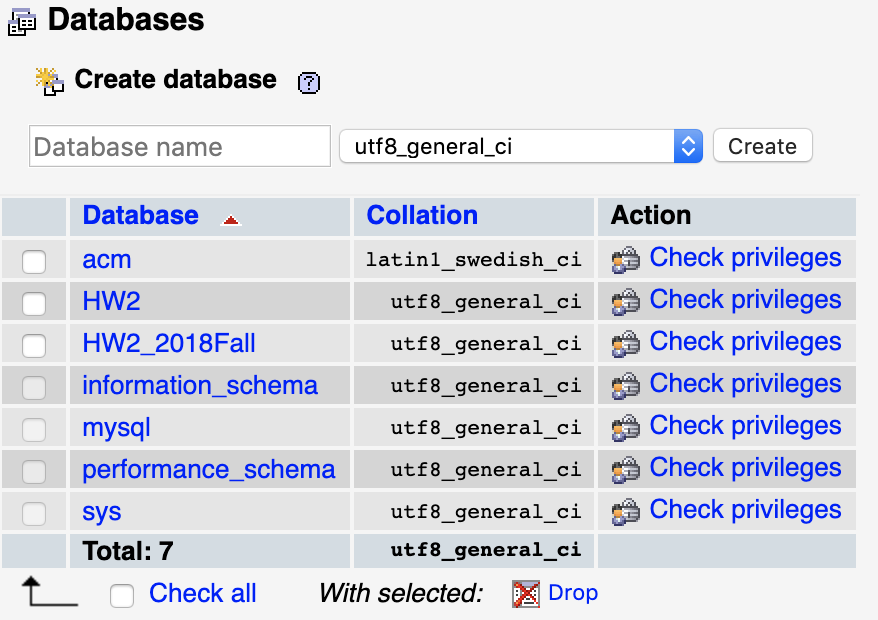 Databases
Create database ?
Database name utf8_general_ci Create
Database Collation Action
acm latin1_swedish_ci Check privileges
HW2 utf8_general_ci Check privileges
HW2_2018Fall utf8_general_ci Check privileges
information_schema utf8_general_ci Check privileges
mysql utf8_general_ci Check privileges
performance_schema utf8_general_ci Check privileges
sys utf8_general_ci Check privileges
Total: 7 utf8_general_ci
Check all With selected: Drop